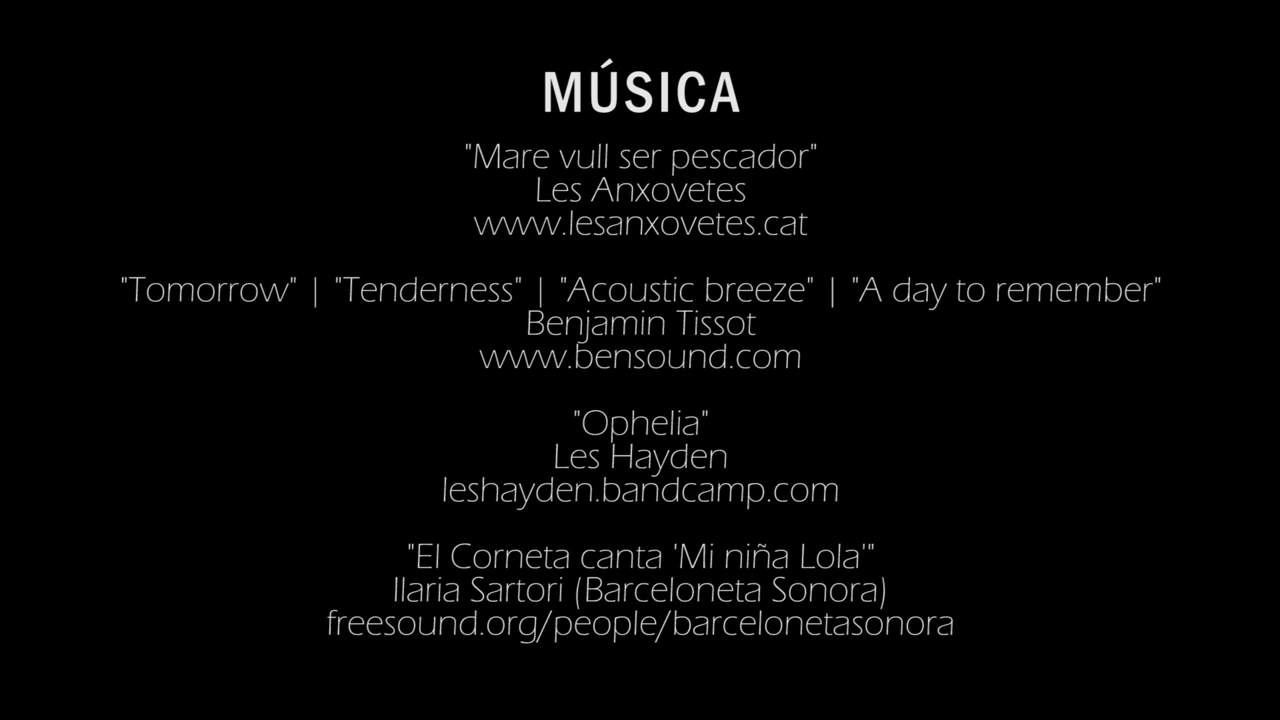 MÚSICA
"Mare vull ser pescador"
Les Anxovetes
www.lesanxovetes.cat
"Tomorrow" | "Tenderness" | "Acoustic breeze" | "A day to remember"
Benjamin Tissot
www.bensound.com
"Ophelia"
Les Hayden
leshayden.bandcamp.com
"El Corneta canta 'Mi niña Lola'"
Ilaria Sartori (Barceloneta Sonora)
freesound.org/people/barcelonetasonora